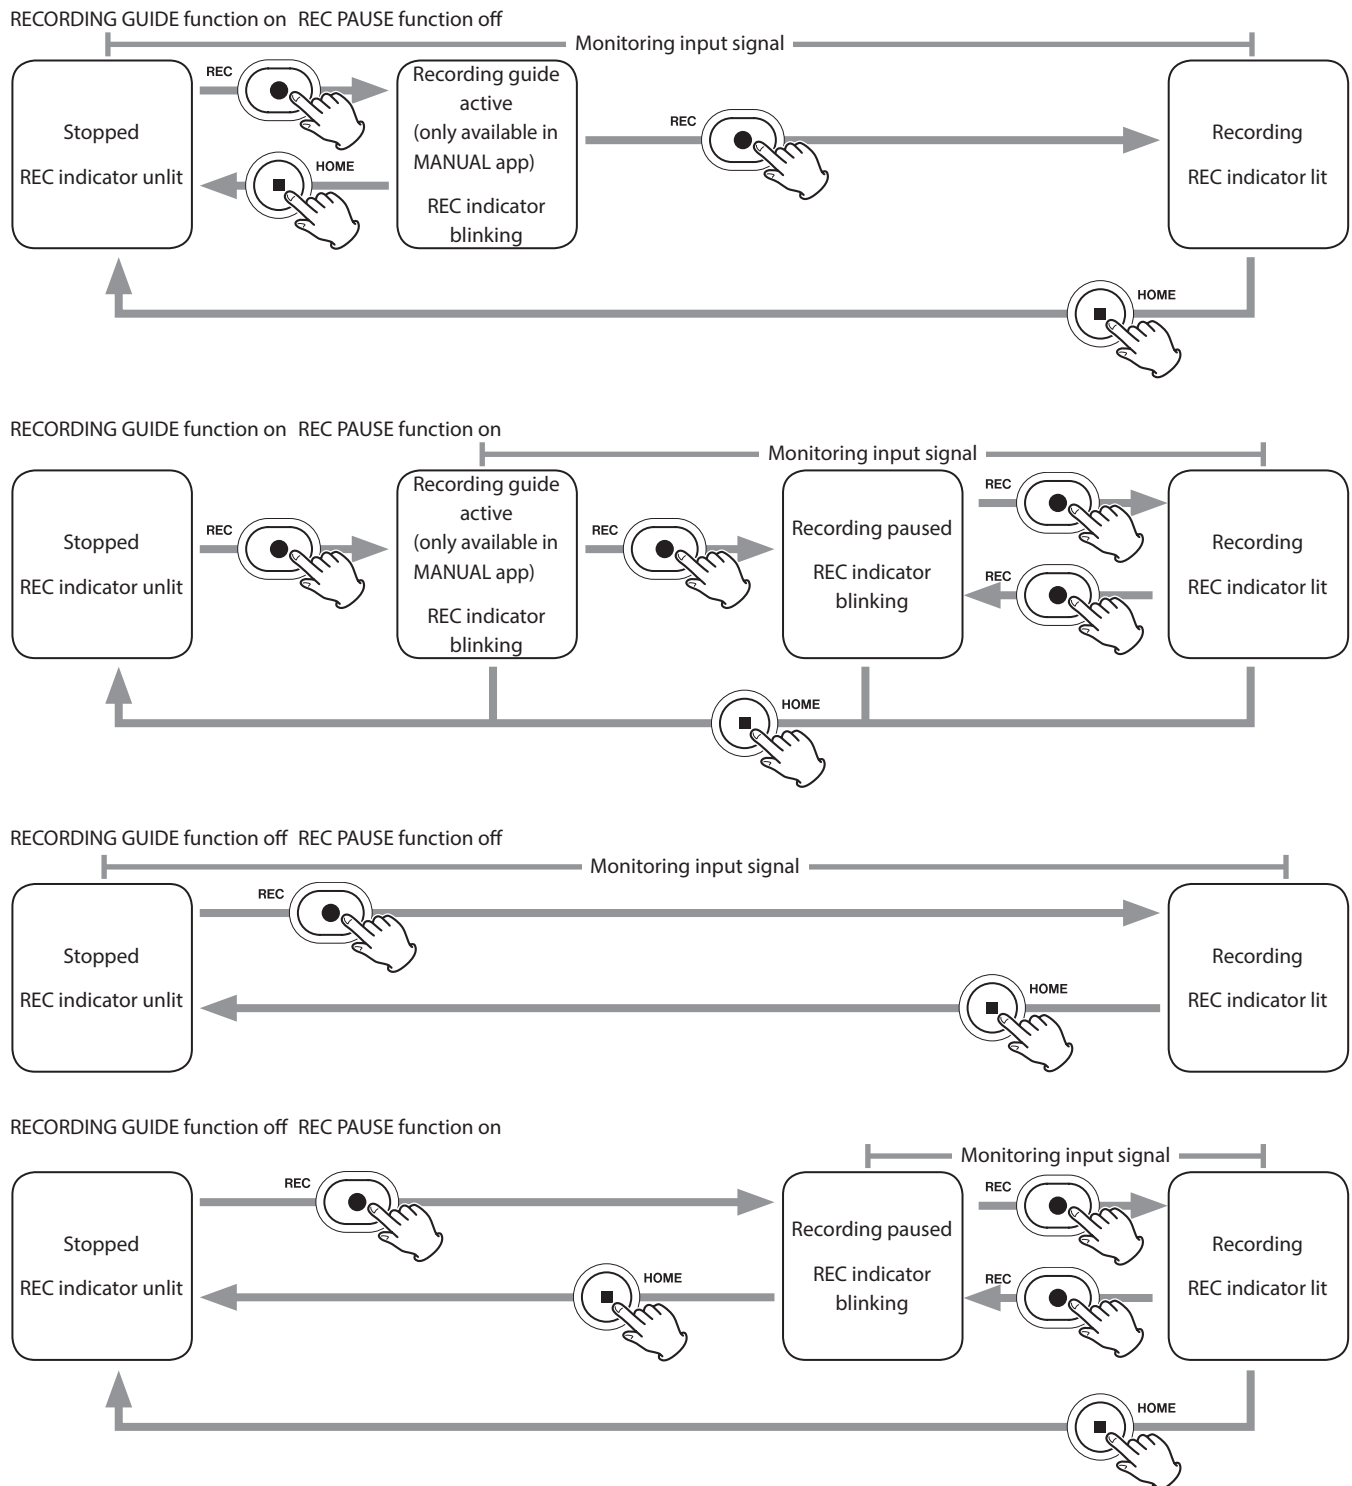 RECORDING GUIDE function on REC PAUSE function off
Monitoring input signal
Stopped
REC indicator unlit
REC
HOME
Recording guide
active
(only available in
MANUAL app)
REC indicator
blinking
REC
Recording
REC indicator lit
HOME
RECORDING GUIDE function on REC PAUSE function on
Monitoring input signal
Stopped
REC indicator unlit
REC
Recording guide
active
(only available in
MANUAL app)
REC indicator
blinking
REC
Recording paused
REC indicator
blinking
REC
REC
Recording
REC indicator lit
HOME
RECORDING GUIDE function off REC PAUSE function off
Monitoring input signal
Stopped
REC indicator unlit
REC
HOME
Recording
REC indicator lit
RECORDING GUIDE function off REC PAUSE function on
Monitoring input signal
Stopped
REC indicator unlit
REC
HOME
Recording paused
REC indicator
blinking
REC
REC
Recording
REC indicator lit
HOME